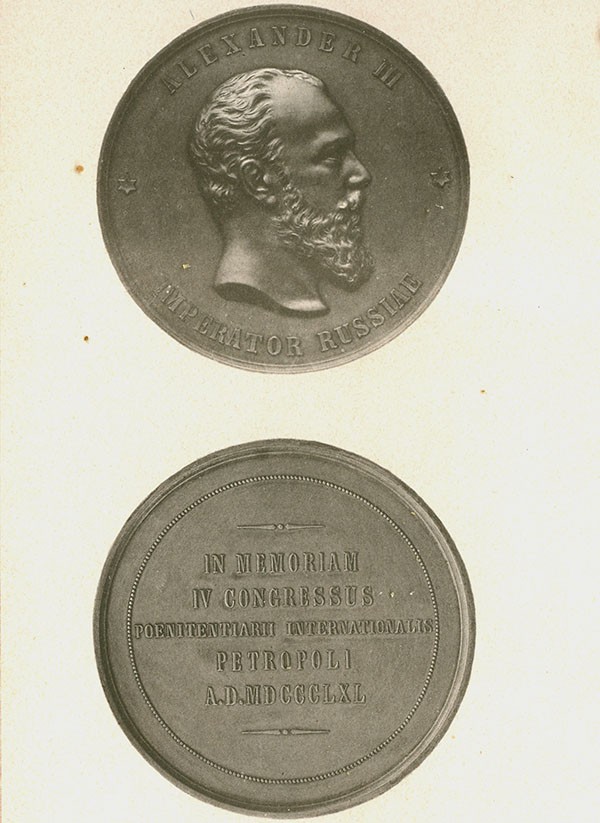 ALEXANDER III
IMPERATOR RUSSIAE
IN MEMORIAM
IV CONGRESSUS
POENITENTIARII INTERNATIONALIS
PETROPOLI
A.D.MDCCCLXL